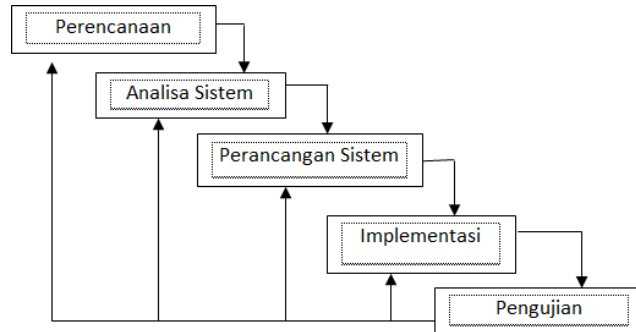 Perencanaan
Analisa Sistem
Perancangan Sistem
Implementasi
Pengujian